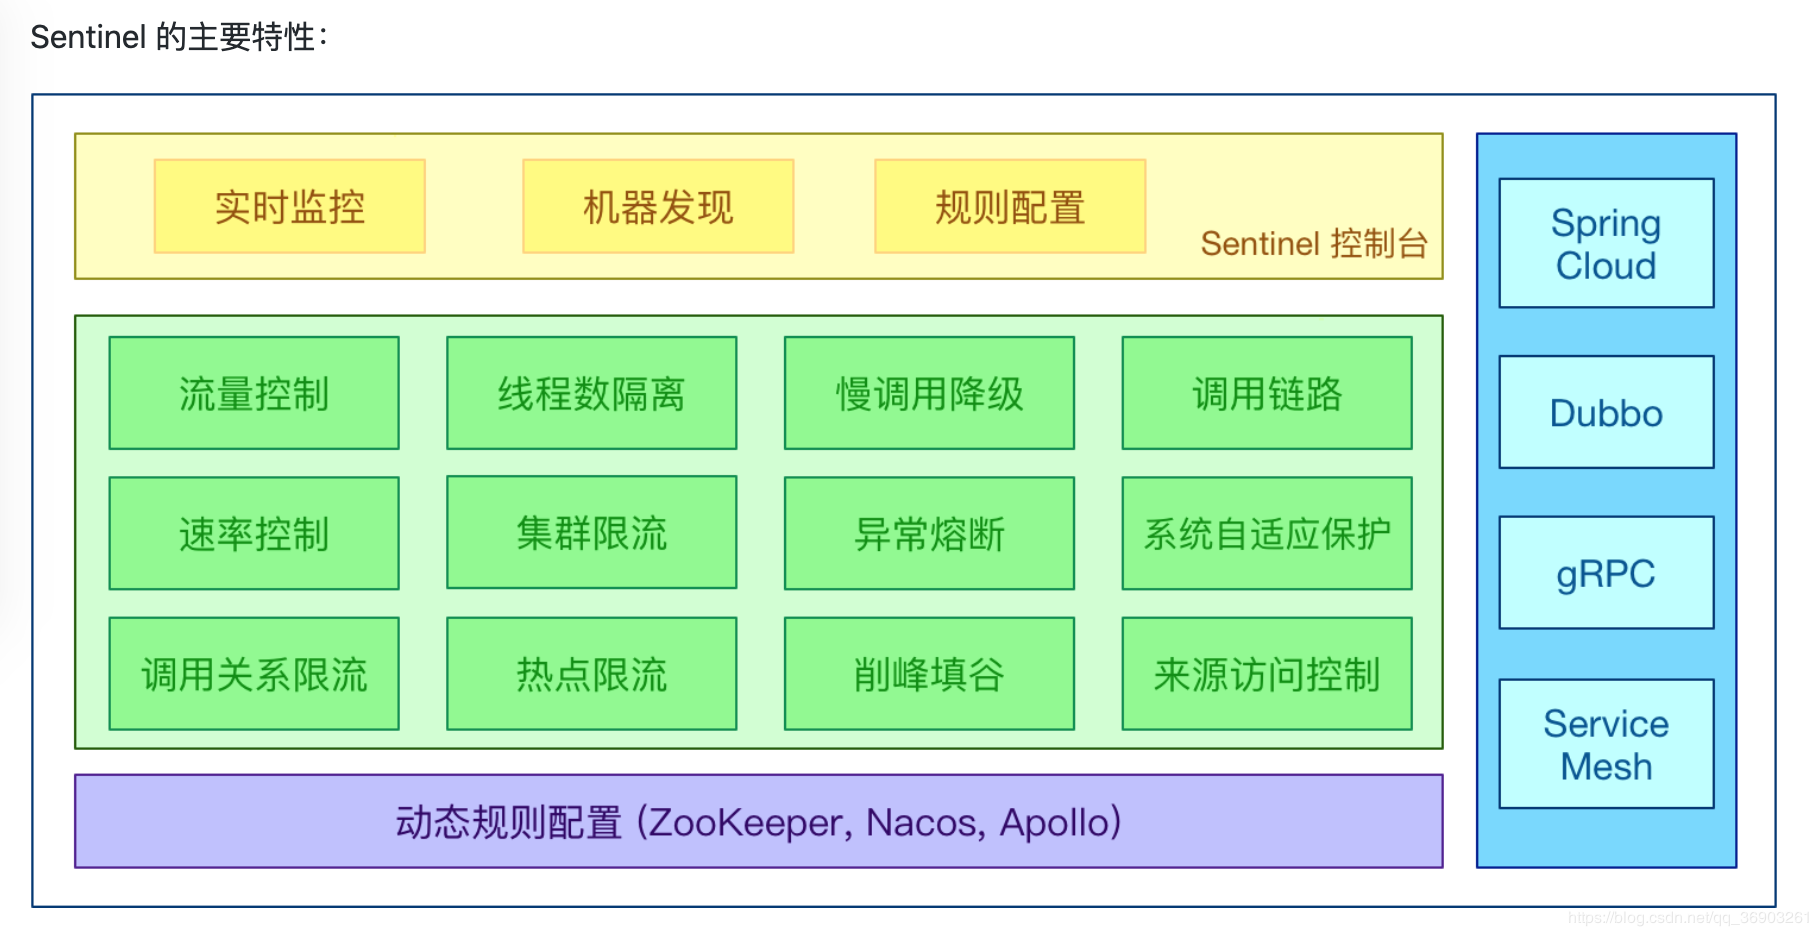 Sentinel 的主要特性：
实时监控
机器发现
规则配置
Sentinel 控制台
流量控制
线程数隔离
慢调用降级
调用链路
速率控制
集群限流
异常熔断
系统自适应保护
调用关系限流
热点限流
削峰填谷
来源访问控制
动态规则配置 (ZooKeeper, Nacos, Apollo)
Spring
Cloud
Dubbo
gRPC
Service
Mesh
https://blog.csdn.net/qq_36903261